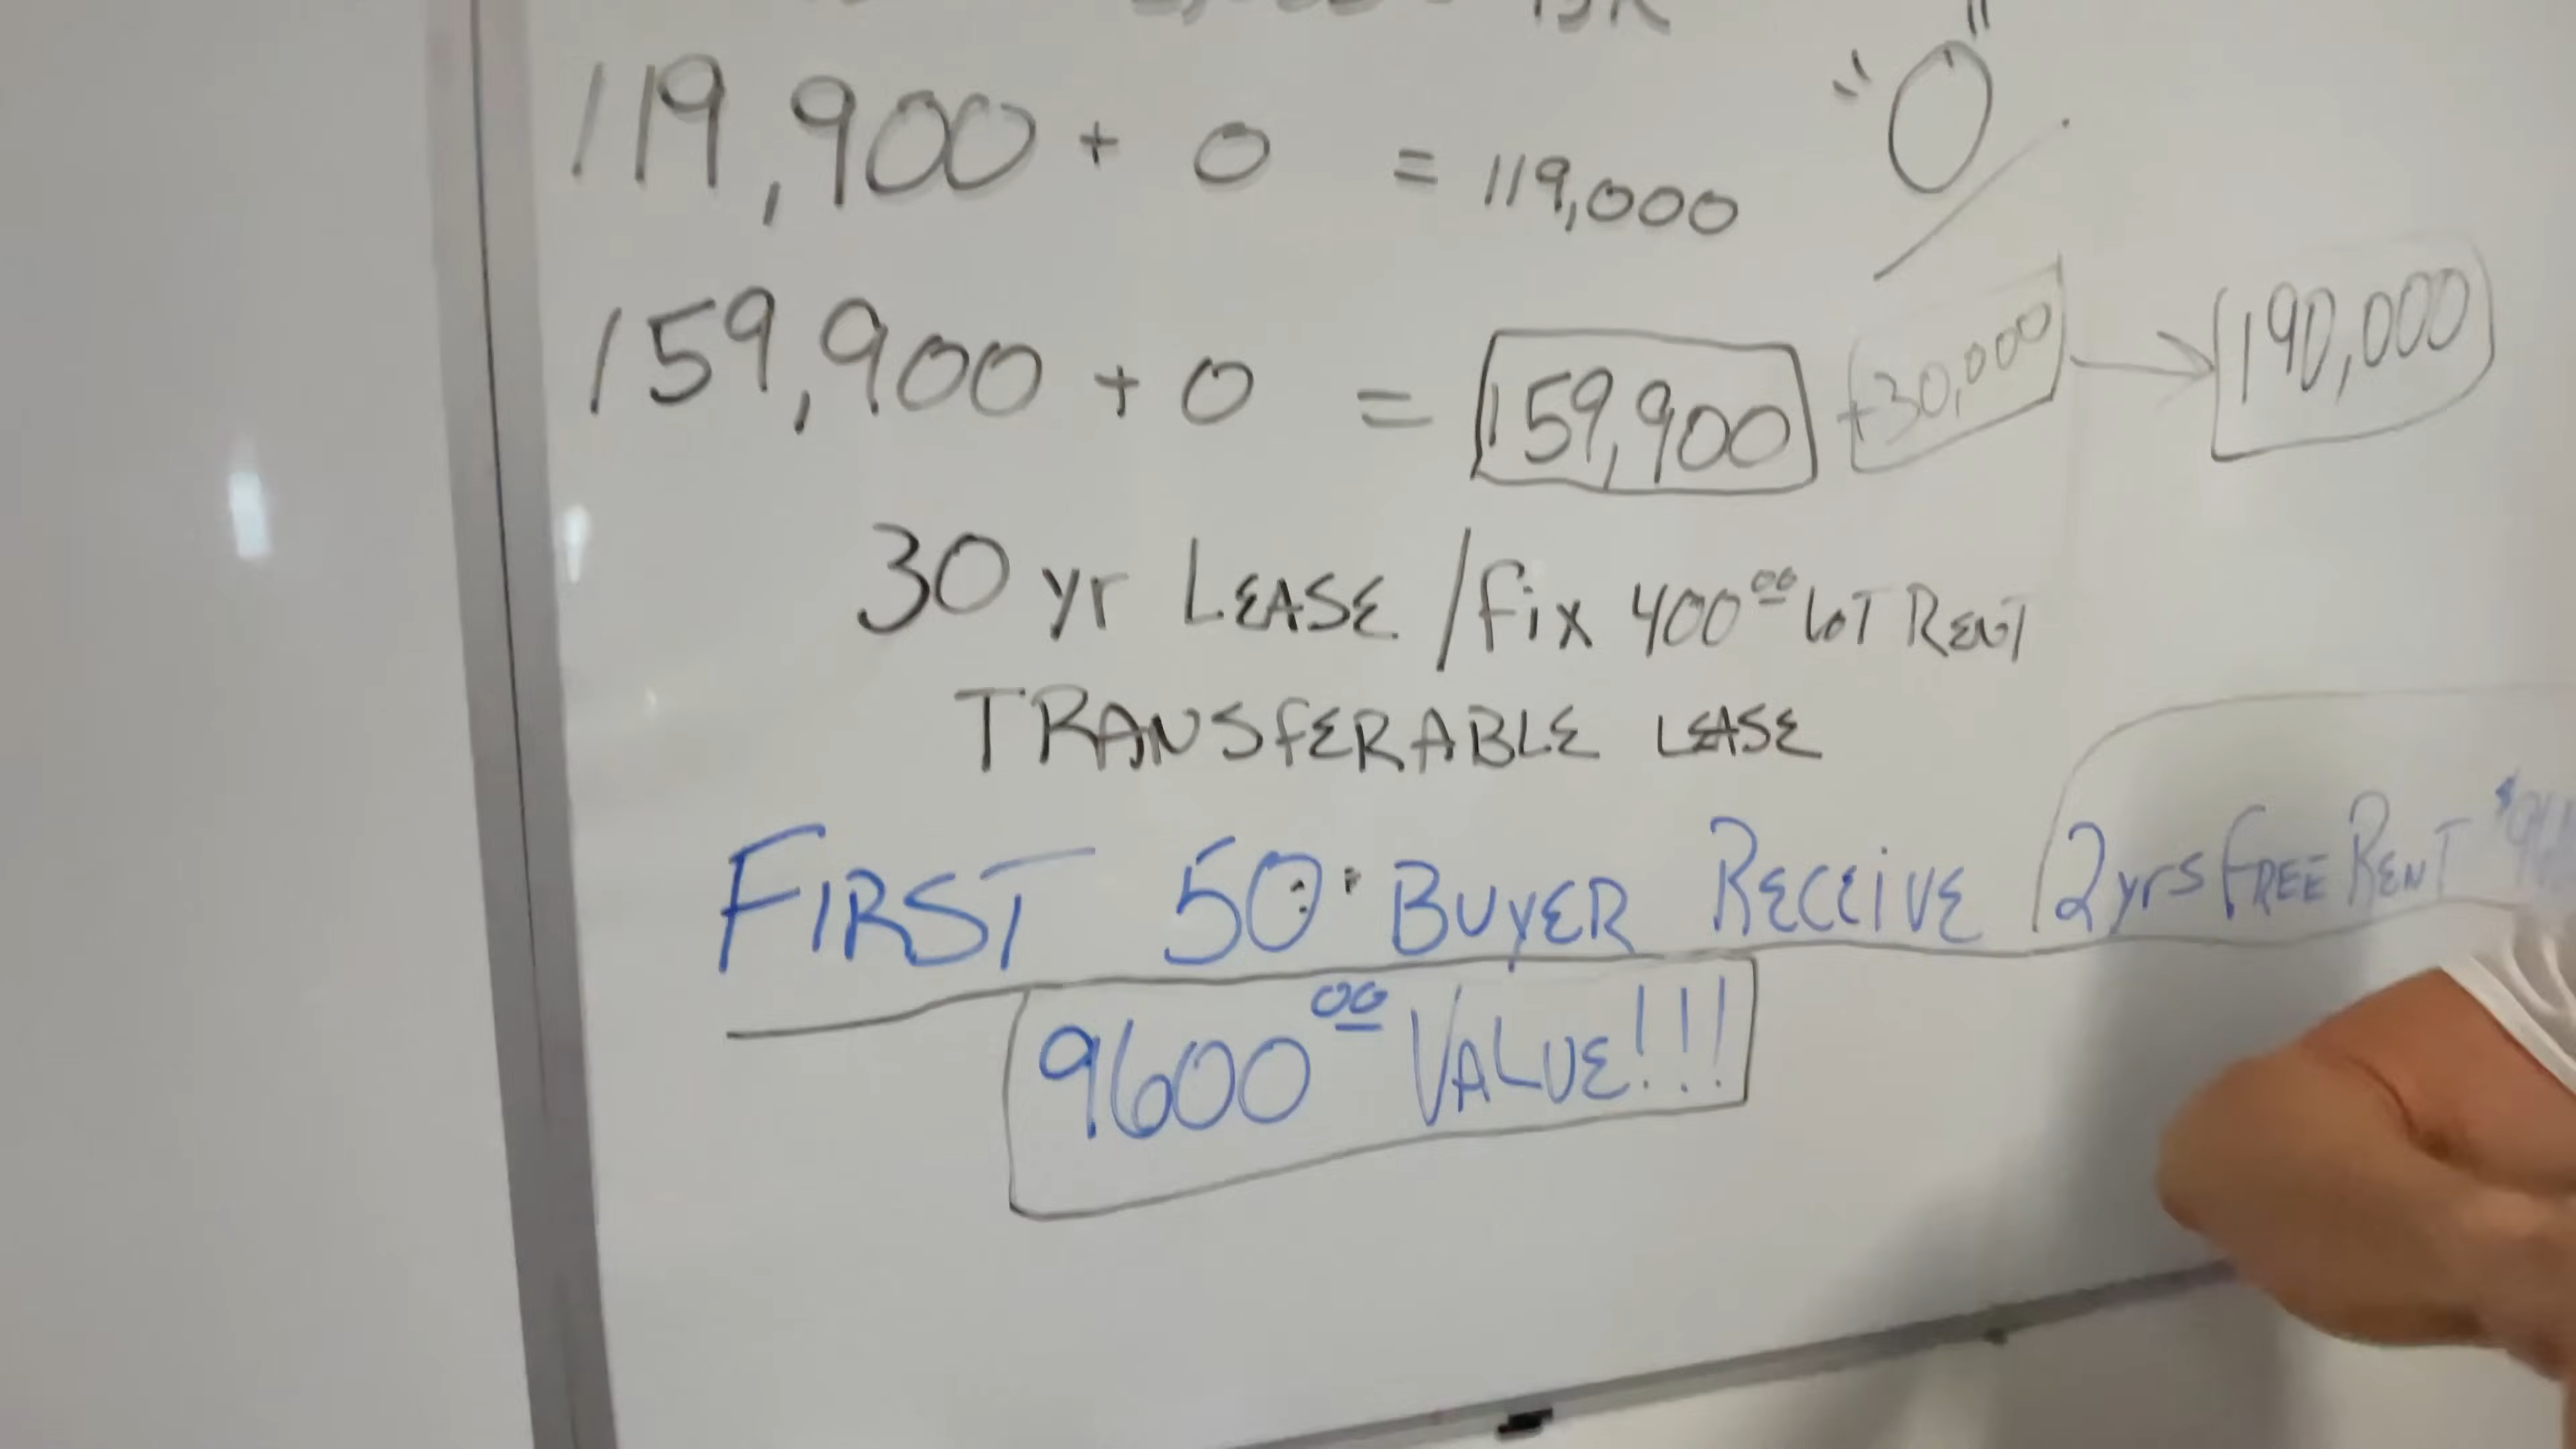 119,900 + 0 = 119,000 "0"
159,900 + 0 = 159,900 +30,000 → 190,000
30 yr LEASE / Fix 400.00 LOT RENT
TRANSFERABLE LEASE
FIRST 50 BUYER RECEIVE 2yrs FREE RENT
9600.00 VALUE!!!